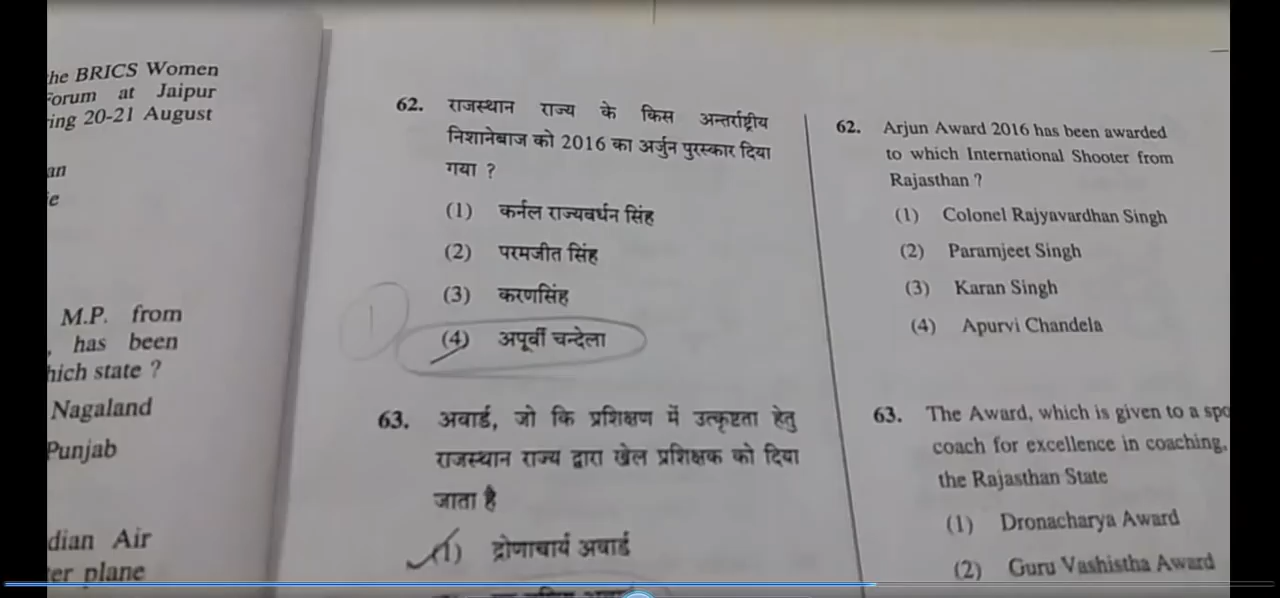 he BRICS Women
Forum at Jaipur
ing 20-21 August
an
e
M.P. from
, has been
hich state ?
Nagaland
Punjab
dian Air
er plane
62. राजस्थान राज्य के किस अन्तर्राष्ट्रीय
निशानेबाज को 2016 का अर्जुन पुरस्कार दिया
गया ?
(1) कर्नल राज्यवर्धन सिंह
(2) परमजीत सिंह
(3) करणसिंह
(4) अपूर्वी चन्देला
63. अवार्ड, जो कि प्रशिक्षण में उत्कृष्टता हेतु
राजस्थान राज्य द्वारा खेल प्रशिक्षक को दिया
जाता है
(1) द्रोणाचार्य अवार्ड
62. Arjun Award 2016 has been awarded
to which International Shooter from
Rajasthan ?
(1) Colonel Rajyavardhan Singh
(2) Paramjeet Singh
(3) Karan Singh
(4) Apurvi Chandela
63. The Award, which is given to a spo
coach for excellence in coaching,
the Rajasthan State
(1) Dronacharya Award
(2) Guru Vashistha Award